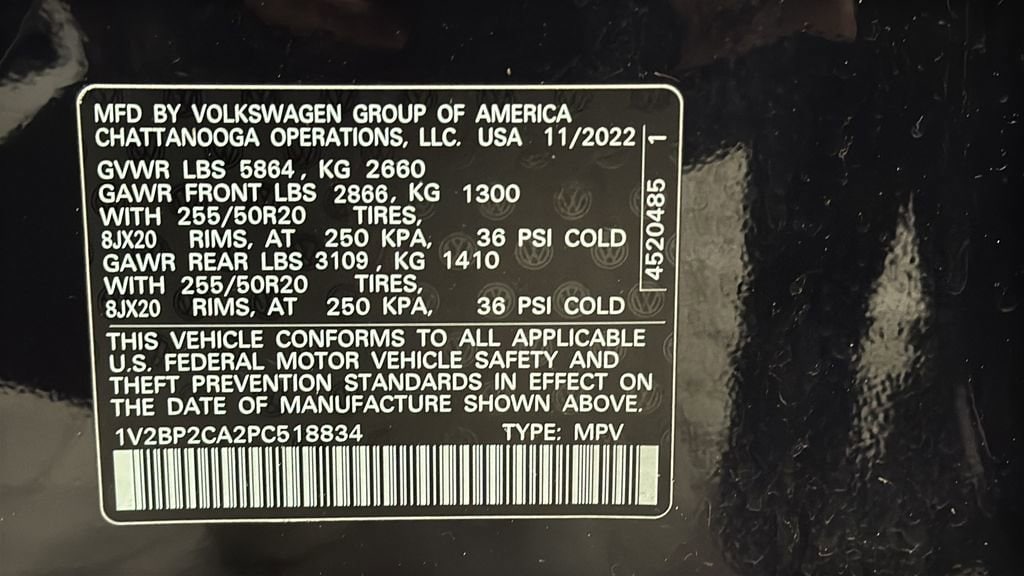 MFD BY VOLKSWAGEN GROUP OF AMERICA
CHATTANOOGA OPERATIONS, LLC. USA 11/2022
GVWR LBS 5864, KG 2660
GAWR FRONT LBS 2866, KG 1300
WITH 255/50R20 TIRES,
8JX20 RIMS, AT 250 KPA, 36 PSI COLD
GAWR REAR LBS 3109, KG 1410
WITH 255/50R20 TIRES,
8JX20 RIMS, AT 250 KPA, 36 PSI COLD
4520485 1
THIS VEHICLE CONFORMS TO ALL APPLICABLE
U.S. FEDERAL MOTOR VEHICLE SAFETY AND
THEFT PREVENTION STANDARDS IN EFFECT ON
THE DATE OF MANUFACTURE SHOWN ABOVE.
1V2BP2CA2PC518834 TYPE: MPV